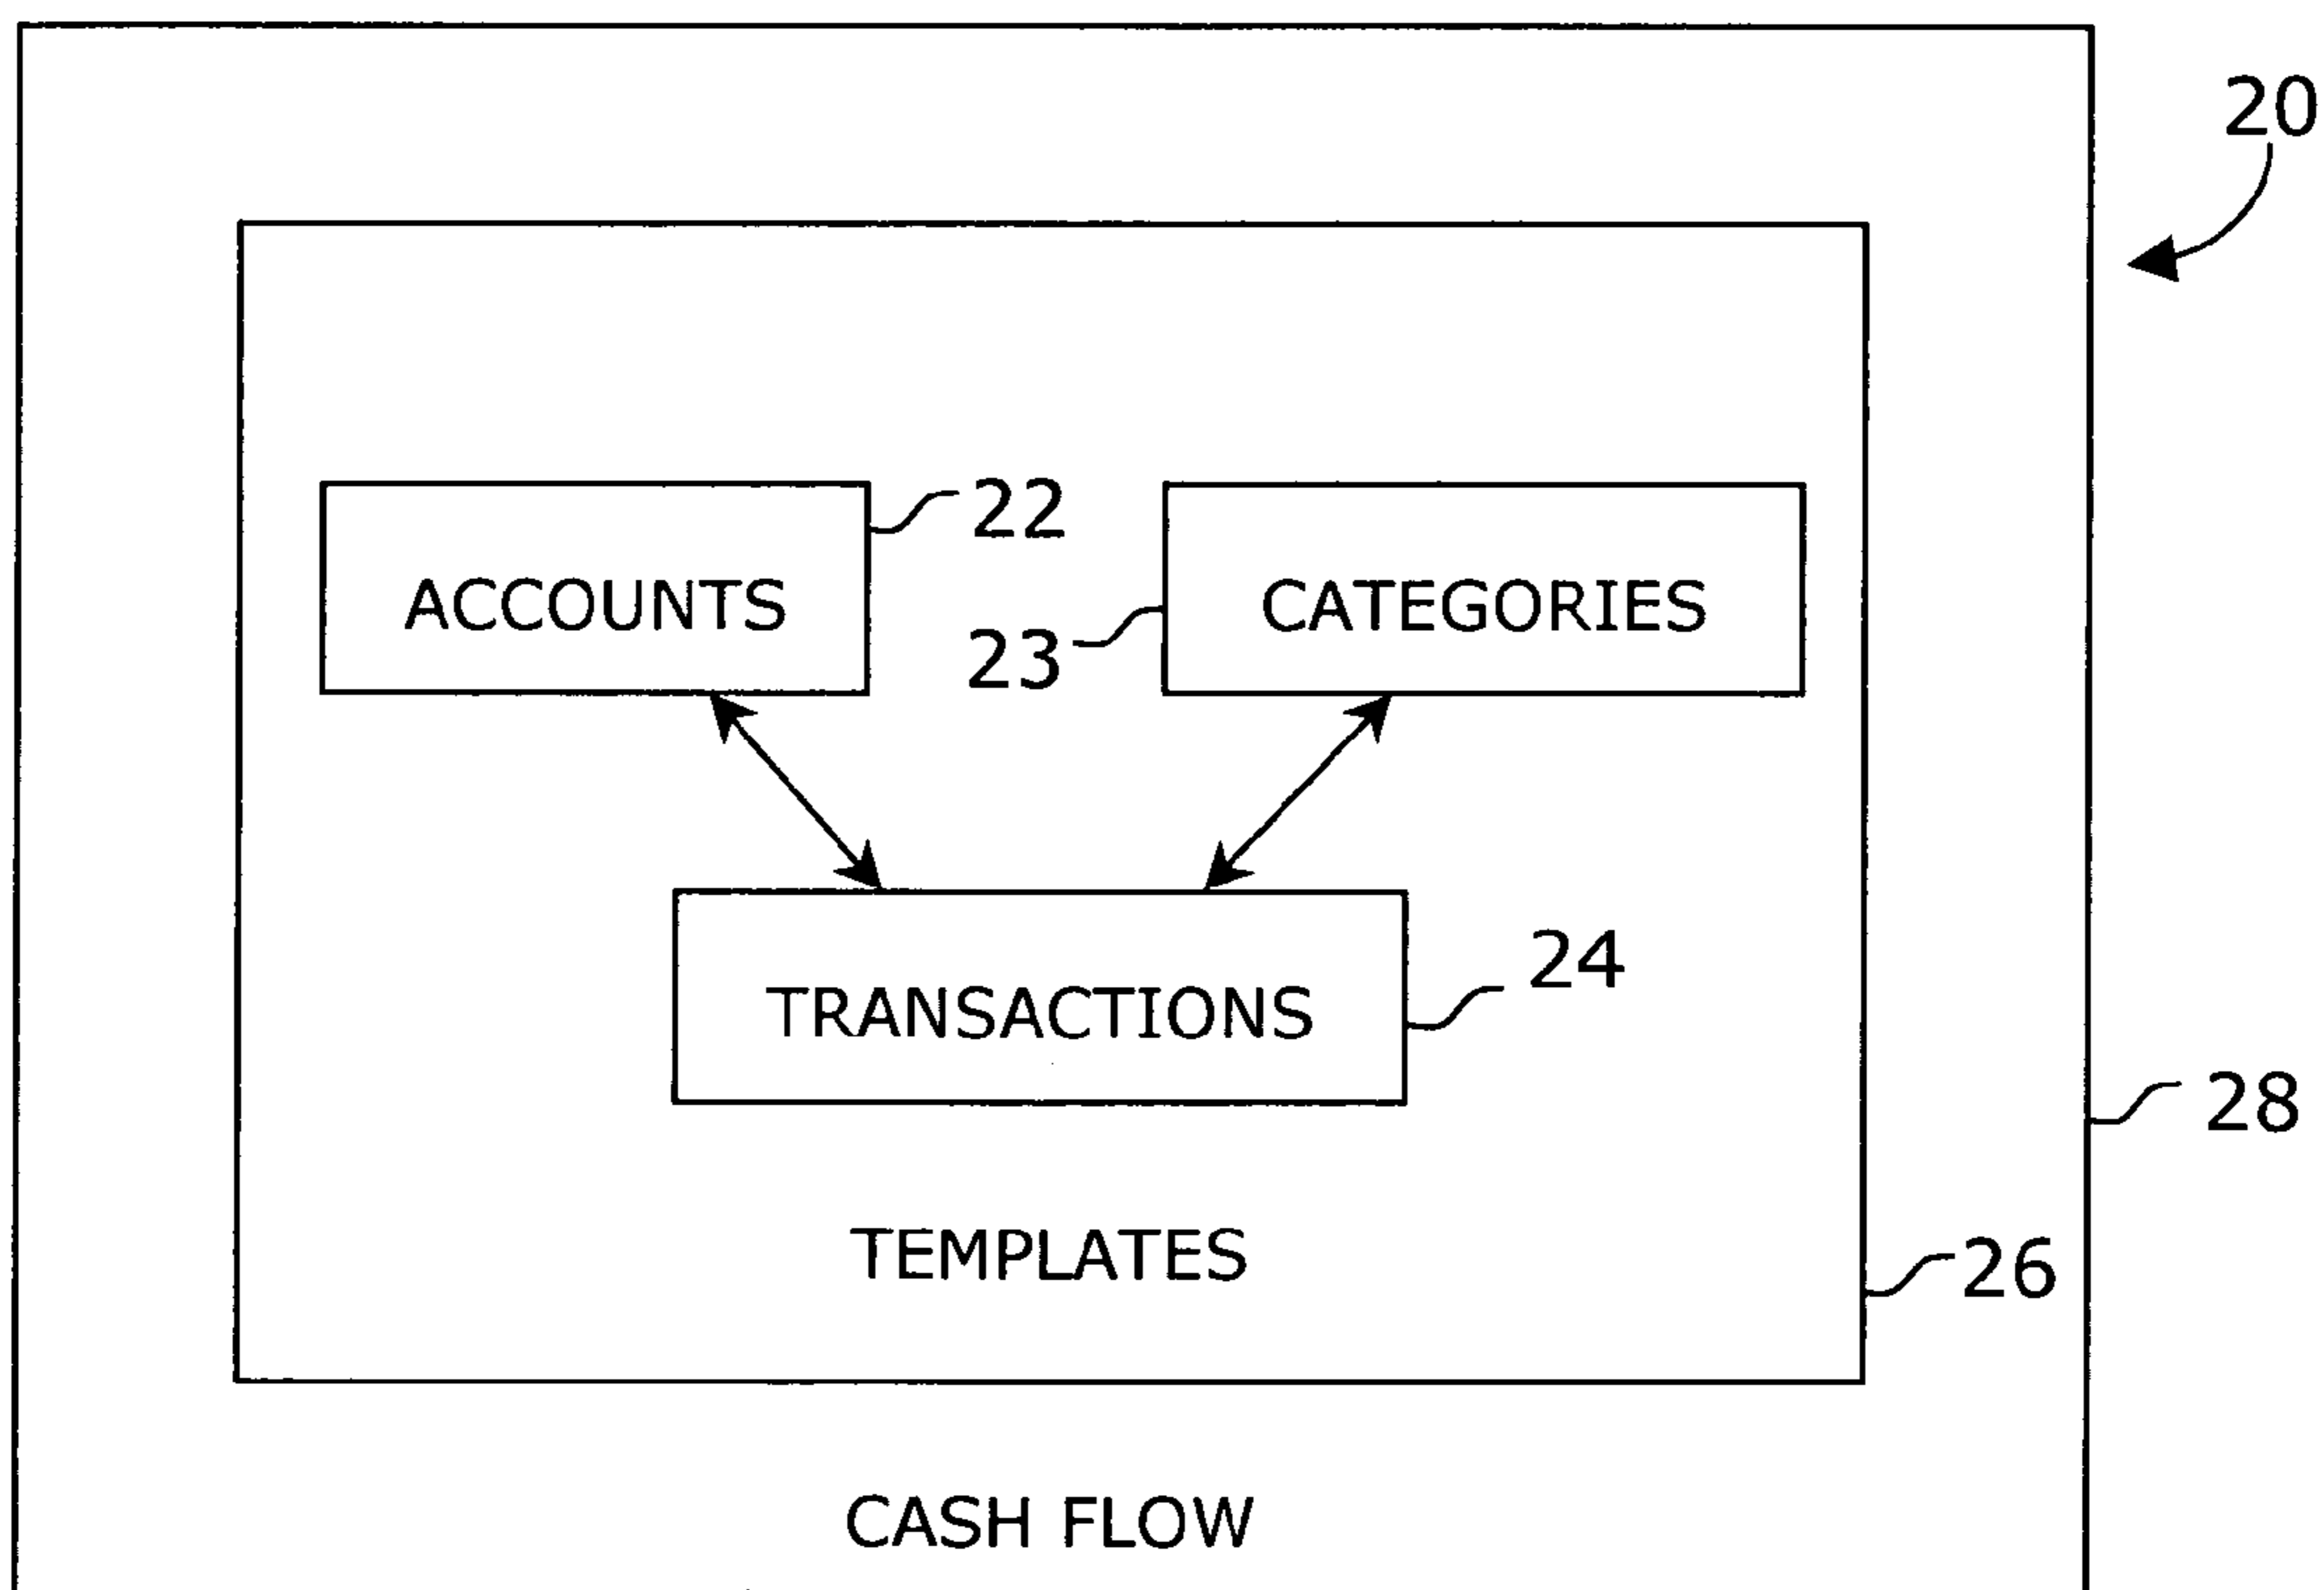 20
22
ACCOUNTS
CATEGORIES
23
24
TRANSACTIONS
28
TEMPLATES
26
CASH FLOW